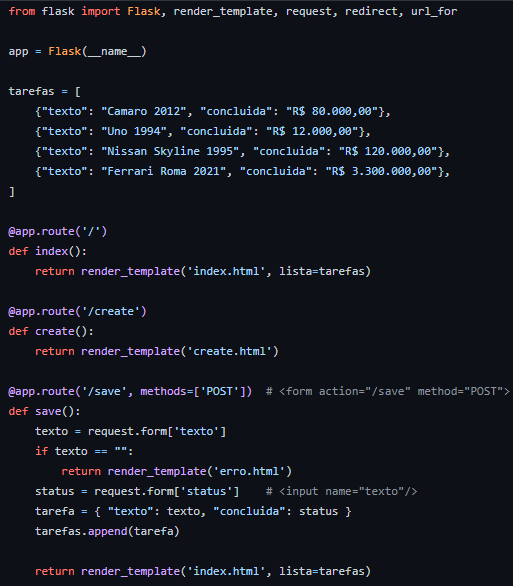 from flask import Flask, render_template, request, redirect, url_for
app = Flask(__name__)
tarefas = [
    {"texto": "Camaro 2012", "concluida": "R$ 80.000,00"},
    {"texto": "Uno 1994", "concluida": "R$ 12.000,00"},
    {"texto": "Nissan Skyline 1995", "concluida": "R$ 120.000,00"},
    {"texto": "Ferrari Roma 2021", "concluida": "R$ 3.300.000,00"},
]
@app.route('/')
def index():
    return render_template('index.html', lista=tarefas)
@app.route('/create')
def create():
    return render_template('create.html')
@app.route('/save', methods=['POST'])  # <form action="/save" method="POST">
def save():
    texto = request.form['texto']
    if texto == "":
        return render_template('erro.html')
    status = request.form['status']    # <input name="texto"/>
    tarefa = { "texto": texto, "concluida": status }
    tarefas.append(tarefa)
    return render_template('index.html', lista=tarefas)